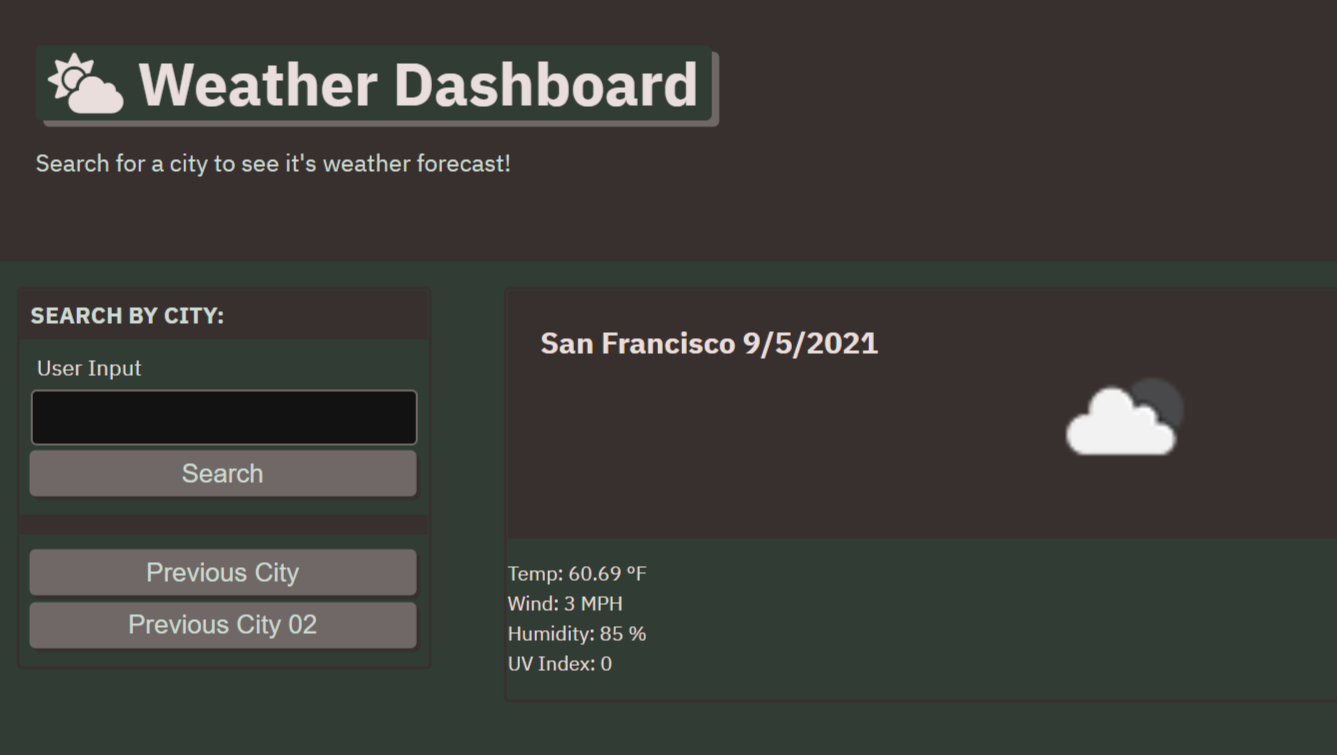 Weather Dashboard
Search for a city to see it's weather forecast!
SEARCH BY CITY:
User Input
Search
Previous City
Previous City 02
San Francisco 9/5/2021
Temp: 60.69 °F
Wind: 3 MPH
Humidity: 85 %
UV Index: 0